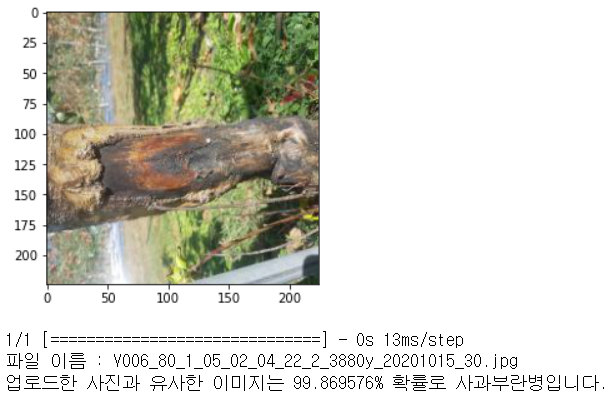 0
25
50
75
100
125
150
175
200
0 50 100 150 200
1/1 [==============================] - 0s 13ms/step
파일 이름 : V006_80_1_05_02_04_22_2_3880y_20201015_30.jpg
업로드한 사진과 유사한 이미지는 99.869576% 확률로 사과부란병입니다.